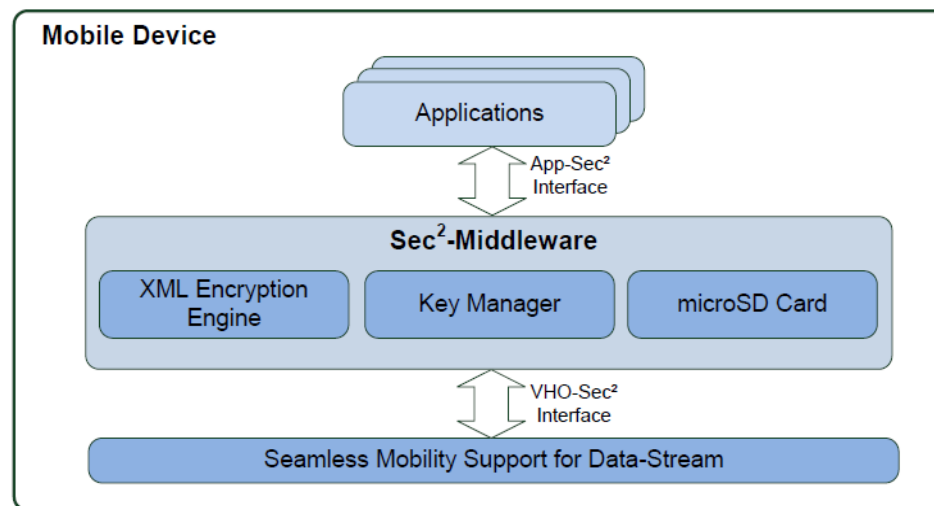 Mobile Device
Applications
App-Sec²
Interface
Sec²-Middleware
XML Encryption
Engine
Key Manager
microSD Card
VHO-Sec²
Interface
Seamless Mobility Support for Data-Stream